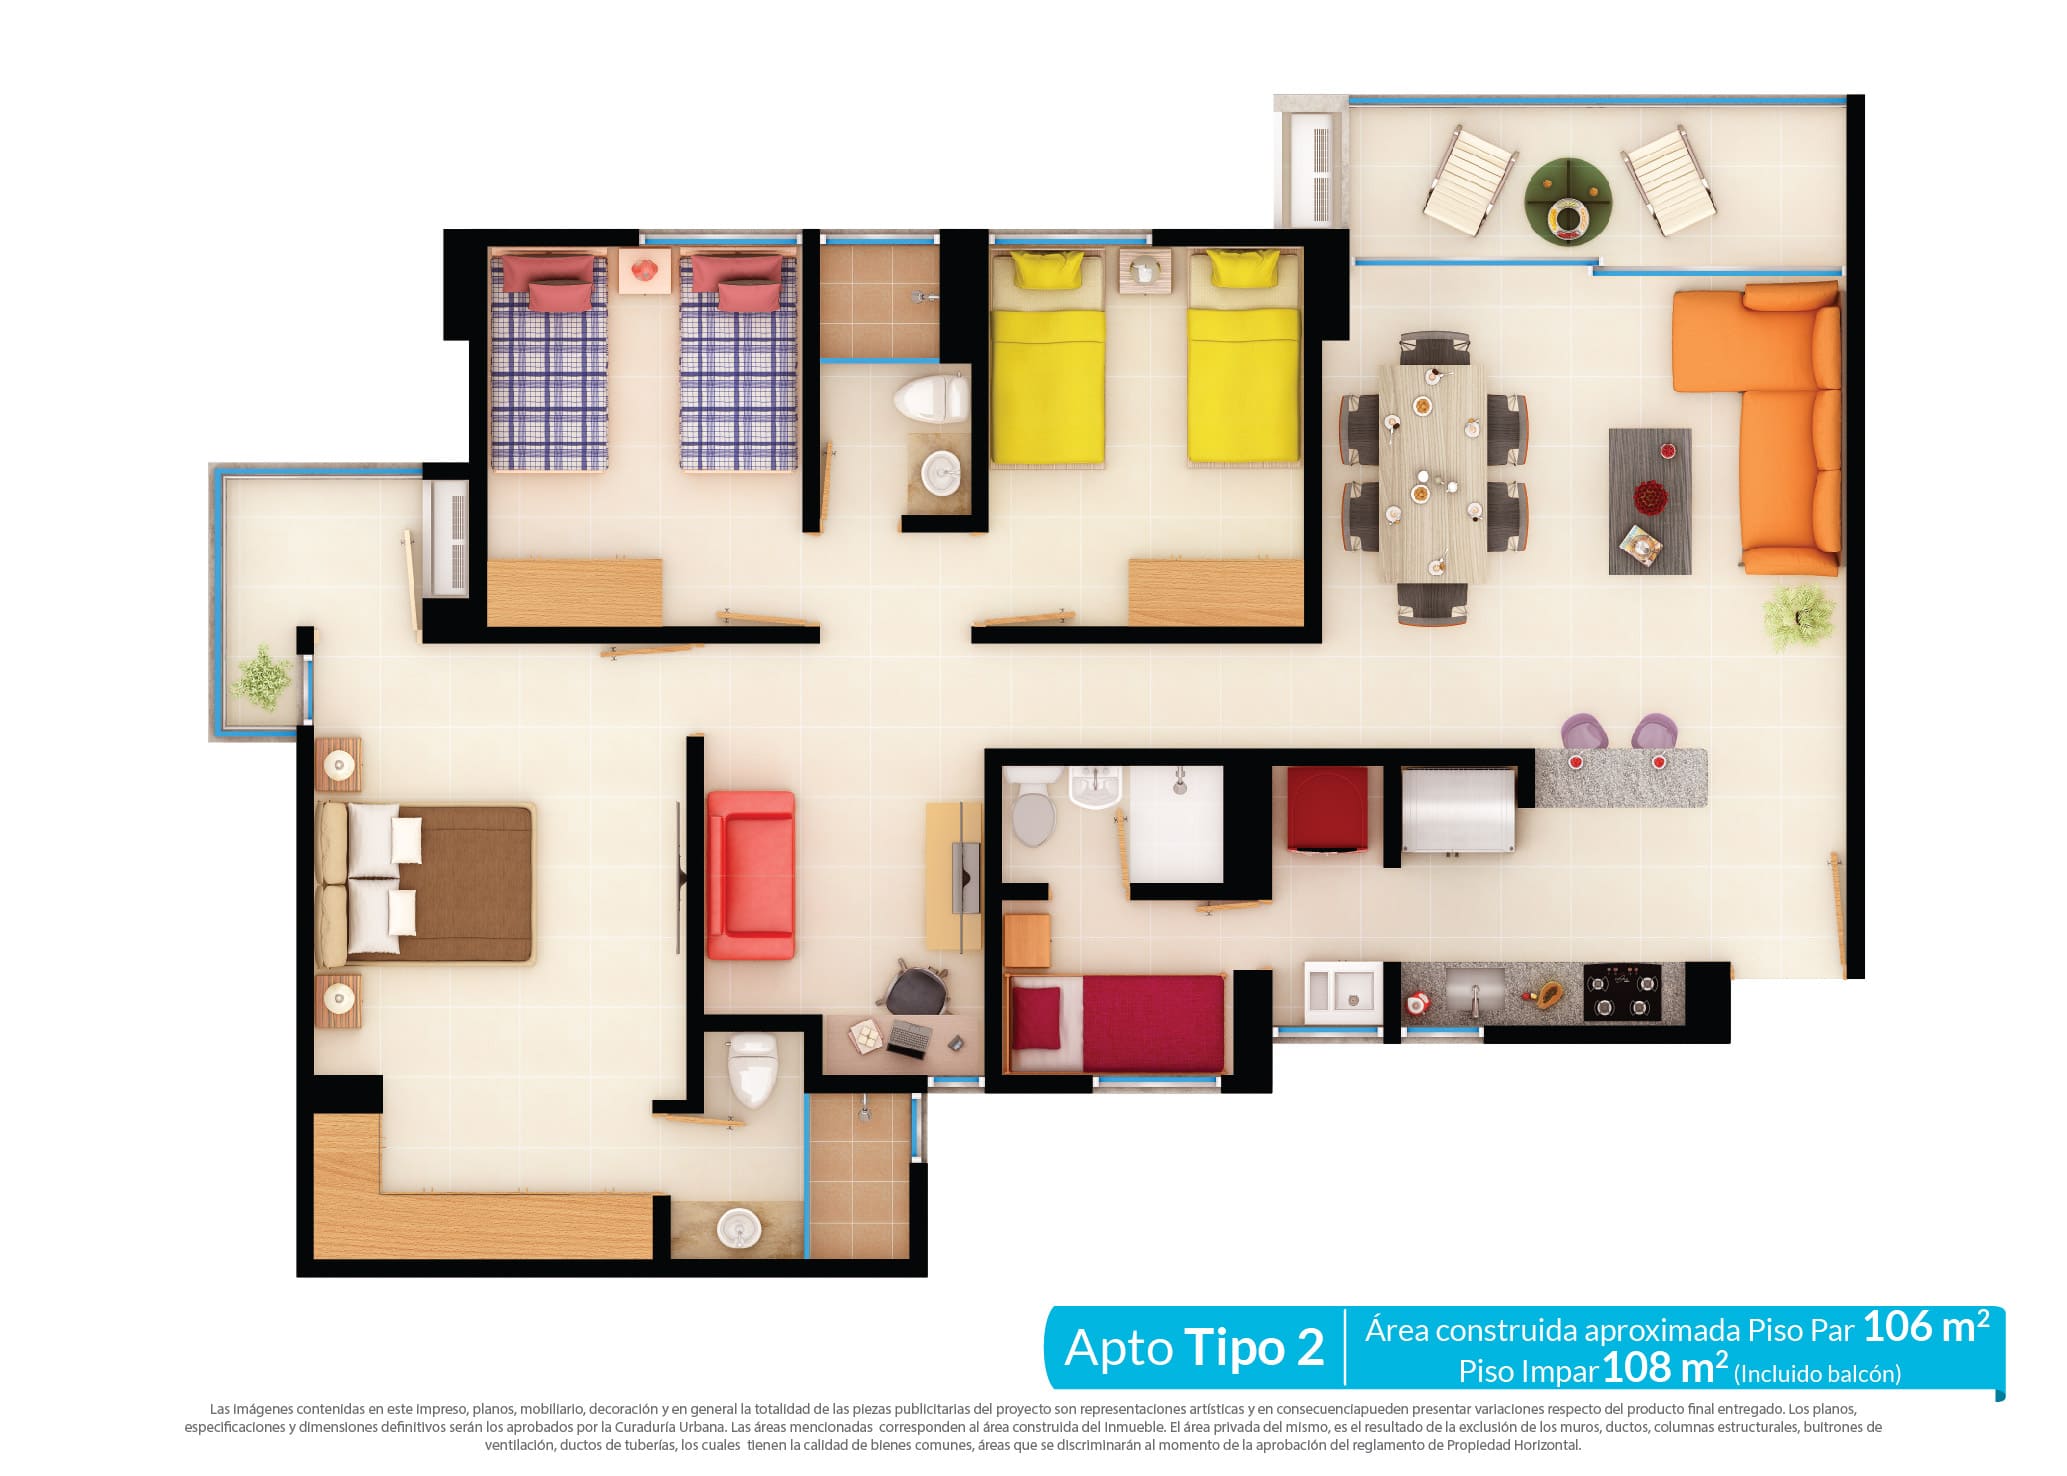 Apto Tipo 2
Área construida aproximada Piso Par 106 m²
Piso Impar 108 m² (Incluido balcón)
Las imágenes contenidas en este impreso, planos, mobiliario, decoración y en general la totalidad de las piezas publicitarias del proyecto son representaciones artísticas y en consecuenciapueden presentar variaciones respecto del producto final entregado. Los planos,
especificaciones y dimensiones definitivos serán los aprobados por la Curaduría Urbana. Las áreas mencionadas corresponden al área construida del Inmueble. El área privada del mismo, es el resultado de la exclusión de los muros, ductos, columnas estructurales, buitrones de
ventilación, ductos de tuberías, los cuales tienen la calidad de bienes comunes, áreas que se discriminarán al momento de la aprobación del reglamento de Propiedad Horizontal.